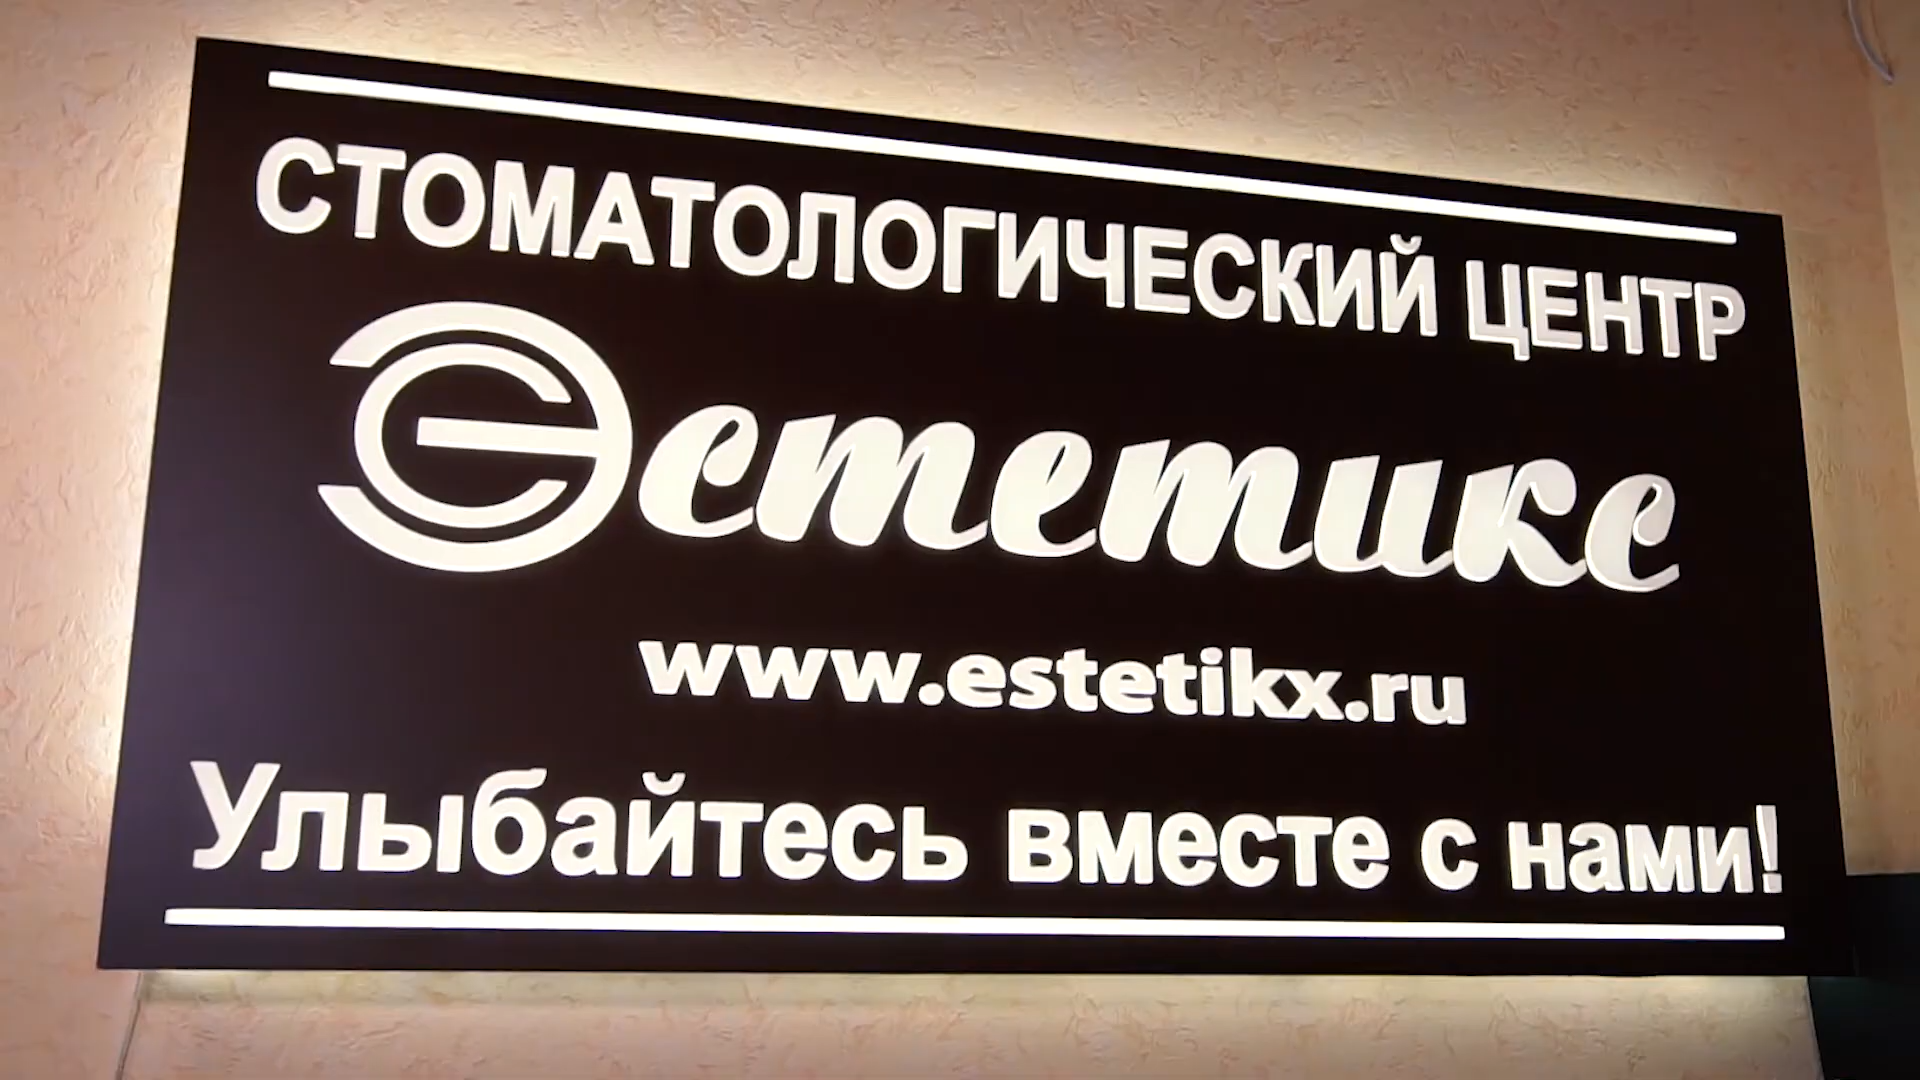 СТОМАТОЛОГИЧЕСКИЙ ЦЕНТР
Эстетикс
www.estetikx.ru
Улыбайтесь вместе с нами!